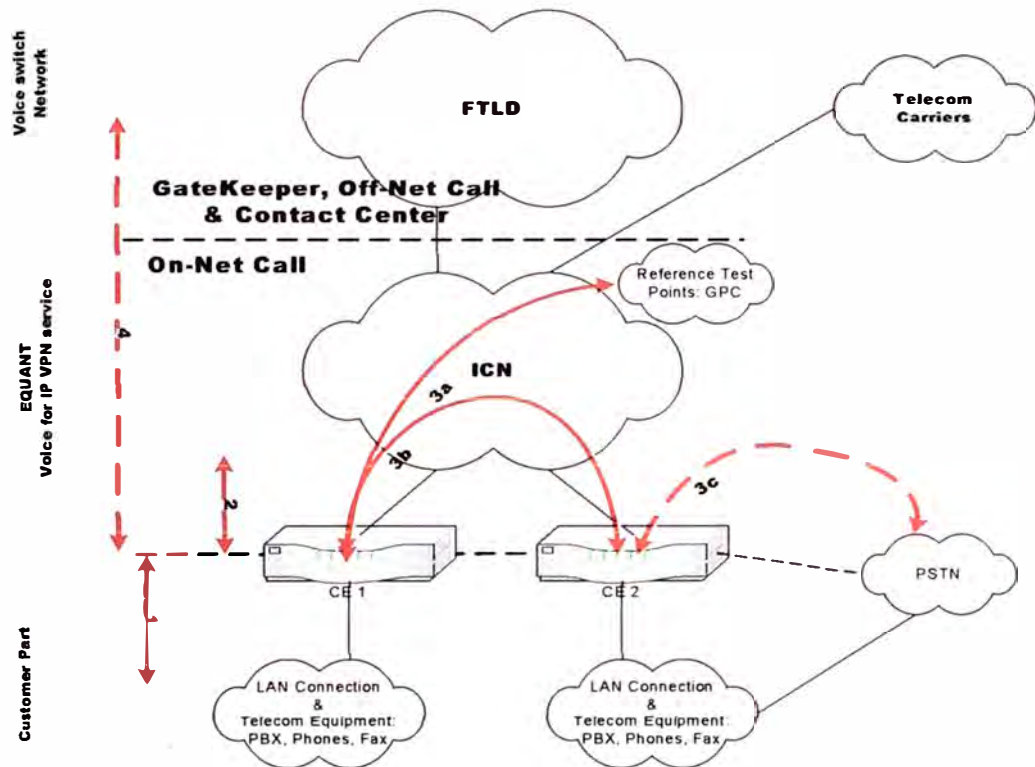 Voice switch
Network
FTLD
Telecom
Carriers
GateKeeper, Off-Net Call
& Contact Center
On-Net Call
Reference Test
Points: GPC
EQUANT
Voice for IP VPN service
4
ICN
3a
3b
3c
2
CE 1
CE 2
PSTN
1
Customer Part
LAN Connection
&
Telecom Equipment:
PBX, Phones, Fax
LAN Connection
&
Telecom Equipment:
PBX, Phones, Fax